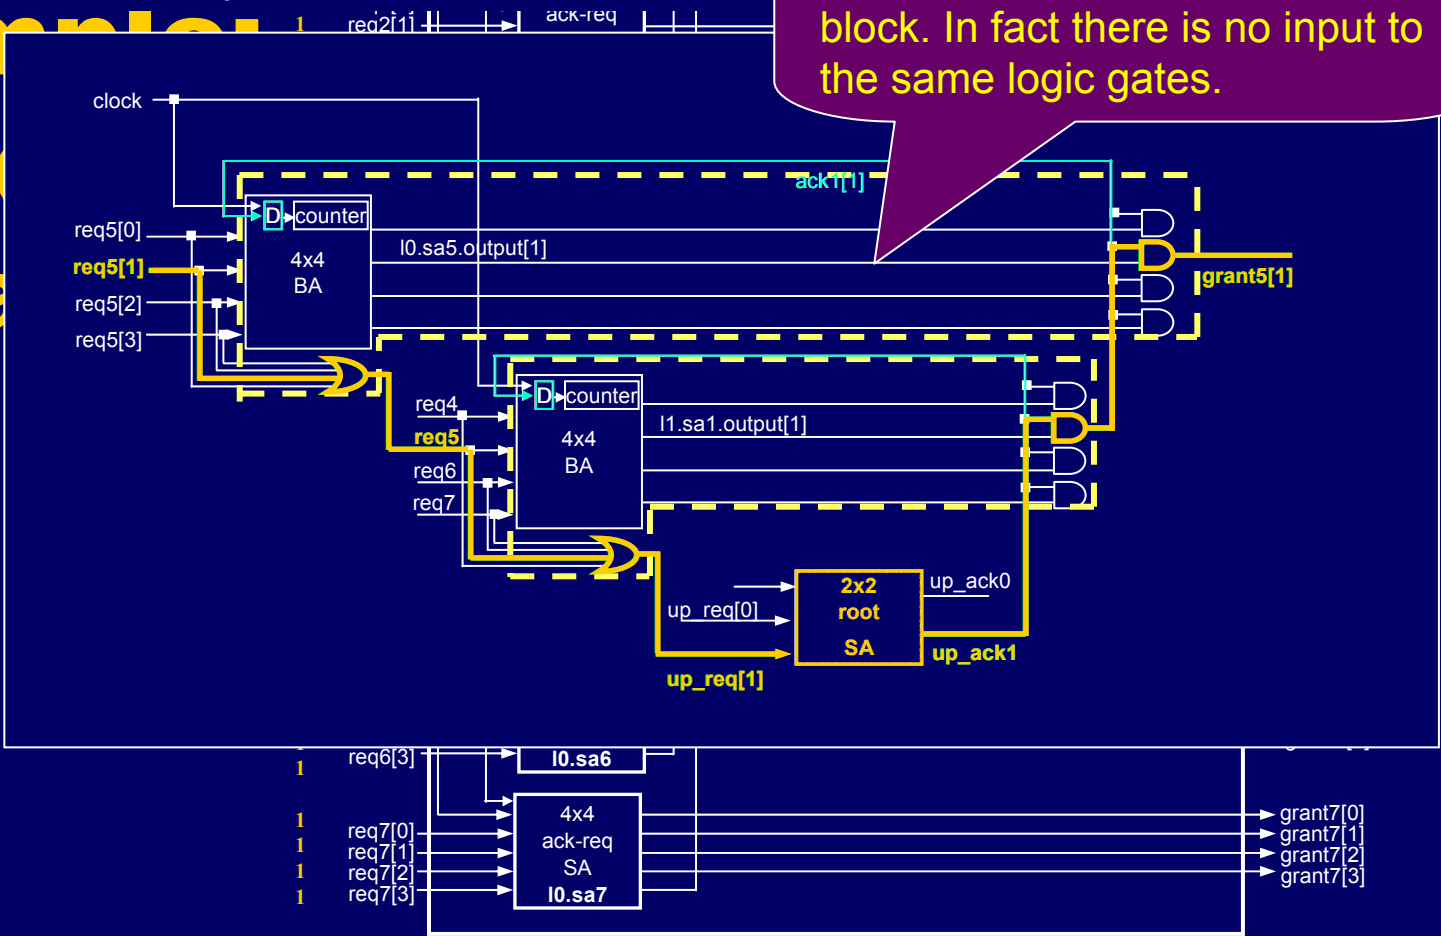 1
req2[1]
ack-req
block. In fact there is no input to
the same logic gates.
clock
ack1[1]
D
counter
req5[0]
l0.sa5.output[1]
4x4
BA
req5[1]
grant5[1]
req5[2]
req5[3]
D
counter
req4
l1.sa1.output[1]
req5
4x4
BA
req6
req7
2x2
root
SA
up_ack0
up_req[0]
up_ack1
up_req[1]
req6[3]
1
l0.sa6
1
4x4
grant7[0]
req7[0]
ack-req
grant7[1]
1
req7[1]
grant7[2]
1
req7[2]
SA
grant7[3]
1
req7[3]
l0.sa7